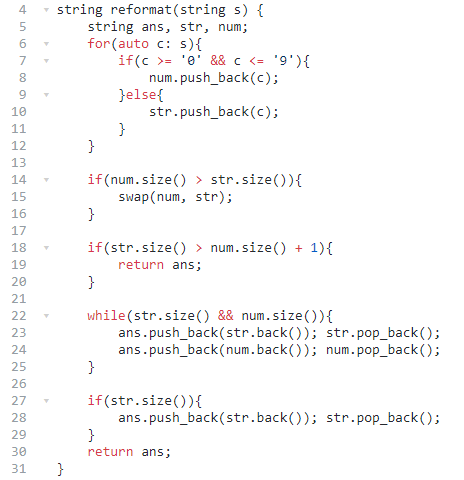 4 string reformat(string s) {
5     string ans, str, num;
6     for(auto c: s){
7         if(c >= '0' && c <= '9'){
8             num.push_back(c);
9         }else{
10             str.push_back(c);
11         }
12     }
13
14     if(num.size() > str.size()){
15         swap(num, str);
16     }
17
18     if(str.size() > num.size() + 1){
19         return ans;
20     }
21
22     while(str.size() && num.size()){
23         ans.push_back(str.back()); str.pop_back();
24         ans.push_back(num.back()); num.pop_back();
25     }
26
27     if(str.size()){
28         ans.push_back(str.back()); str.pop_back();
29     }
30     return ans;
31 }